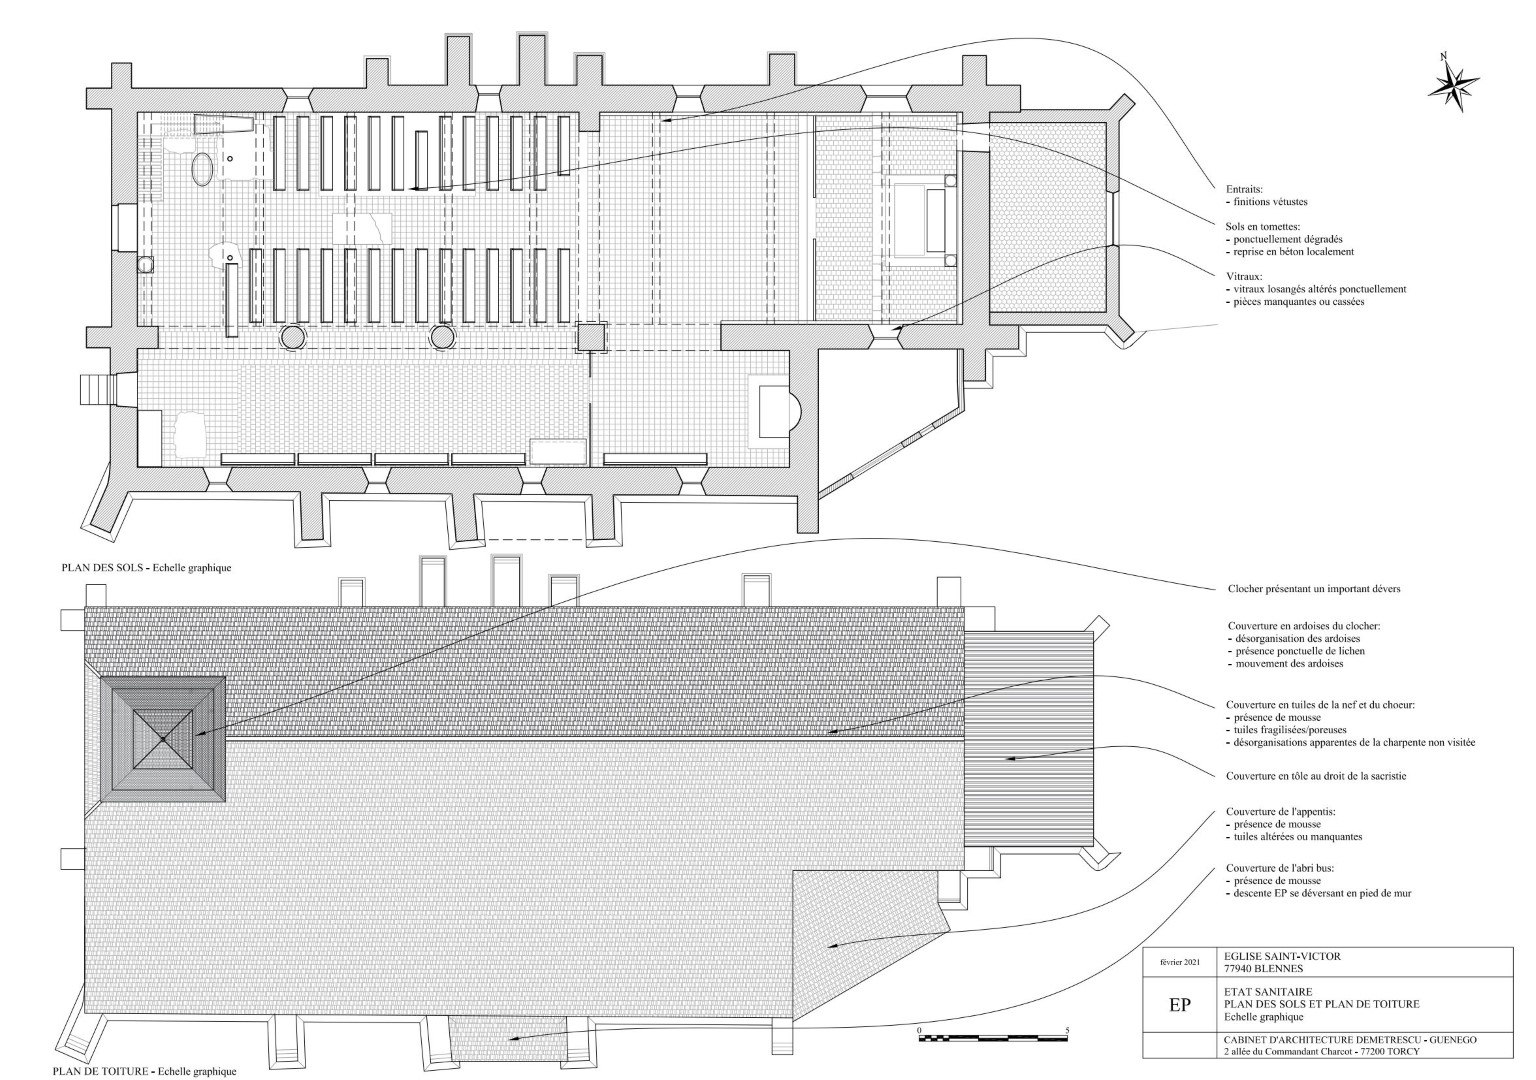 N
Entraits:
- finitions vétustes
Sols en tomettes:
- ponctuellement dégradés
- reprise en béton localement
Vitraux:
- vitraux losangés altérés ponctuellement
- pièces manquantes ou cassées
PLAN DES SOLS - Echelle graphique
Clocher présentant un important dévers
Couverture en ardoises du clocher:
- désorganisation des ardoises
- présence ponctuelle de lichen
- mouvement des ardoises
Couverture en tuiles de la nef et du choeur:
- présence de mousse
- tuiles fragilisées/poreuses
- désorganisations apparentes de la charpente non visitée
Couverture en tôle au droit de la sacristie
Couverture de l'appentis:
- présence de mousse
- tuiles altérées ou manquantes
Couverture de l'abri bus:
- présence de mousse
- descente EP se déversant en pied de mur
0 5
PLAN DE TOITURE - Echelle graphique
février 2021
EGLISE SAINT-VICTOR
77940 BLENNES
EP
ETAT SANITAIRE
PLAN DES SOLS ET PLAN DE TOITURE
Echelle graphique
CABINET D'ARCHITECTURE DEMETRESCU - GUENEGO
2 allée du Commandant Charcot - 77200 TORCY